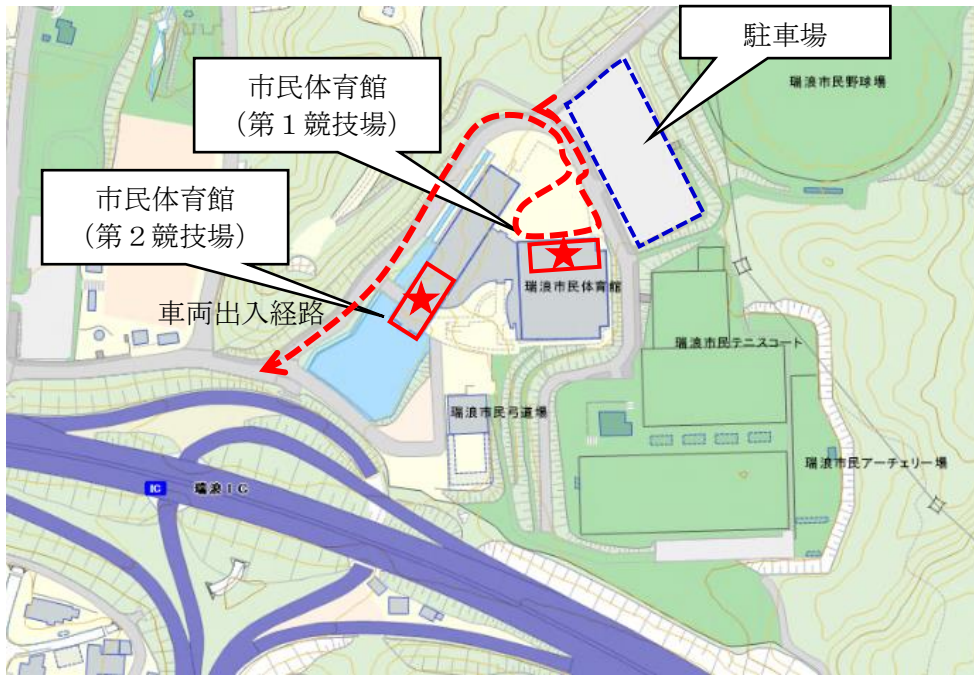 駐車場
瑞浪市民野球場
市民体育館
（第１競技場）
市民体育館
（第２競技場）
瑞浪市民体育館
車両出入経路
瑞浪市民テニスコート
瑞浪市民弓道場
瑞浪市民アーチェリー場
IC
瑞浪ＩＣ